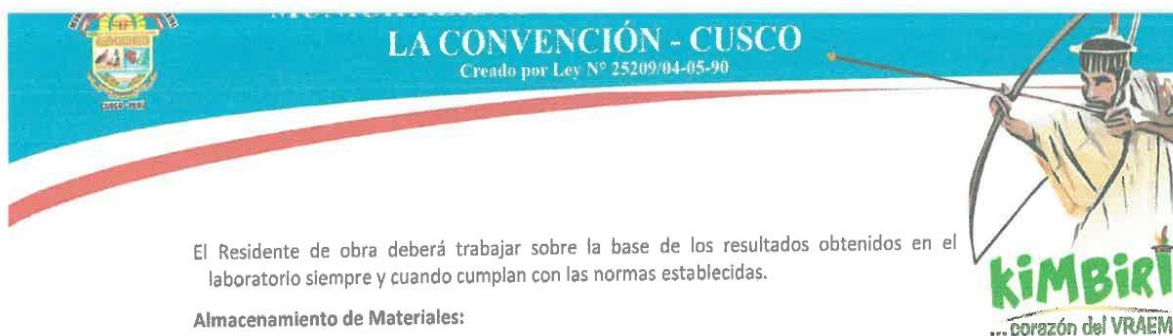 LA CONVENCIÓN - CUSCO
Creado por Ley N° 25209/04-05-90
CUSCO - PERÚ
El Residente de obra deberá trabajar sobre la base de los resultados obtenidos en el
laboratorio siempre y cuando cumplan con las normas establecidas.
KiMBiRI
... corazón del VRAEM
Almacenamiento de Materiales: